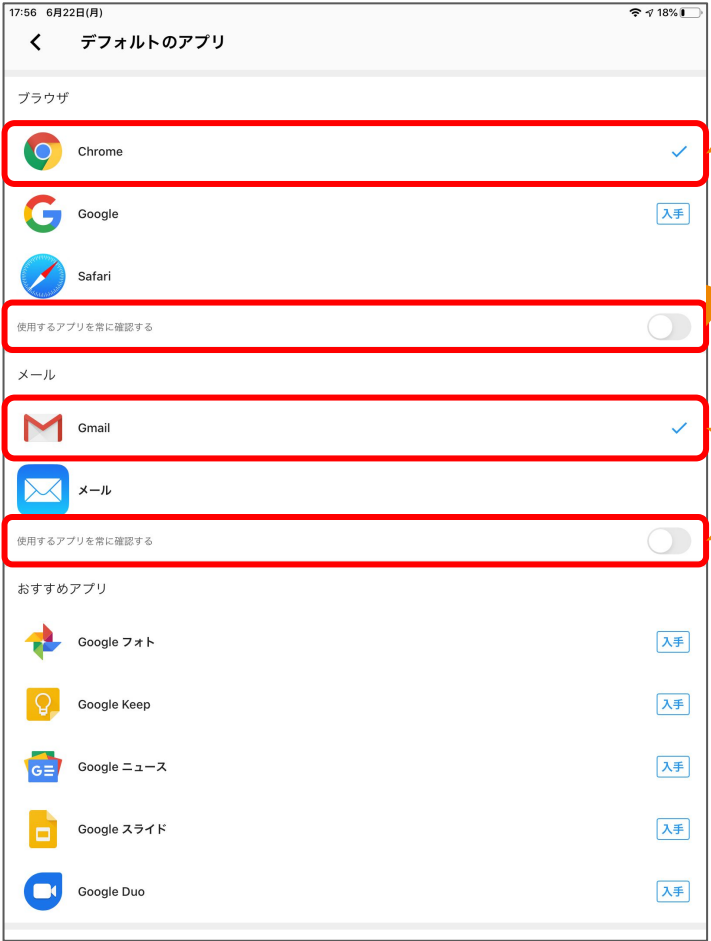 17:56 6月22日(月) 18%
デフォルトのアプリ
ブラウザ
Chrome
Google 入手
Safari
使用するアプリを常に確認する
メール
Gmail
メール
使用するアプリを常に確認する
おすすめアプリ
Google フォト 入手
Google Keep 入手
GE Google ニュース 入手
Google スライド 入手
Google Duo 入手